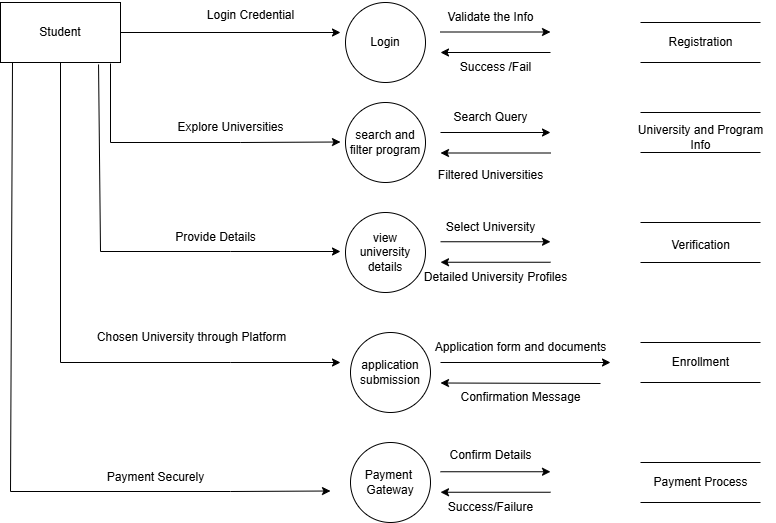 Login Credential
Validate the Info
Student
Login
Registration
Success /Fail
Explore Universities
Search Query
search and
filter program
University and Program
Info
Filtered Universities
Provide Details
Select University
view
university
details
Verification
Detailed University Profiles
Chosen University through Platform
Application form and documents
application
submission
Enrollment
Confirmation Message
Payment Securely
Confirm Details
Payment
Gateway
Payment Process
Success/Failure